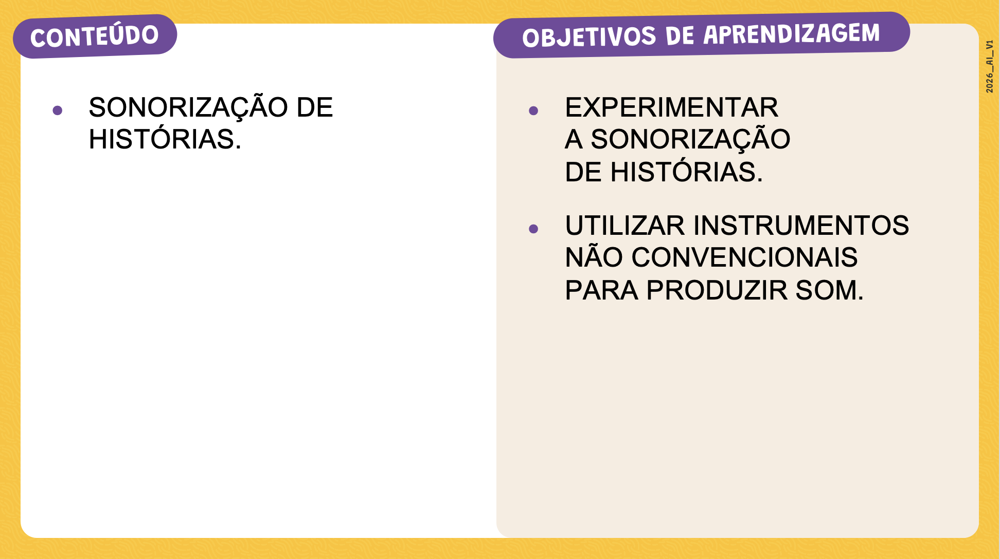 CONTEÚDO
• SONORIZAÇÃO DE
HISTÓRIAS.
OBJETIVOS DE APRENDIZAGEM
• EXPERIMENTAR
A SONORIZAÇÃO
DE HISTÓRIAS.
• UTILIZAR INSTRUMENTOS
NÃO CONVENCIONAIS
PARA PRODUZIR SOM.
2026_AI_V1